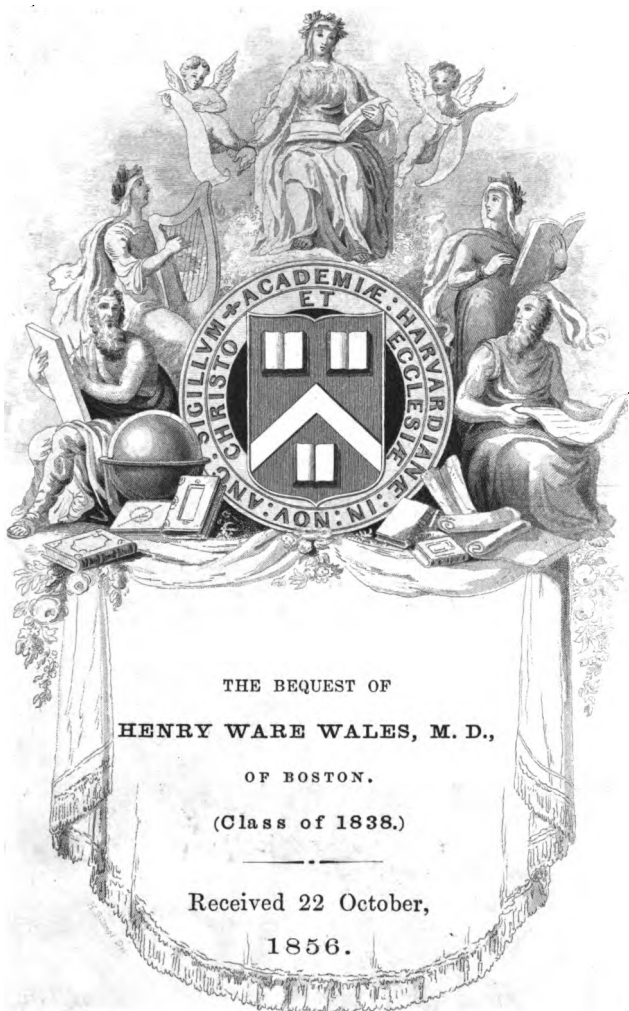 SIGILLVM + ACADEMIÆ : HARVARDIANÆ : IN : NOV : ANG :
CHRISTO ET ECCLESIÆ
THE BEQUEST OF
HENRY WARE WALES, M. D.,
OF BOSTON.
(Class of 1838.)
Received 22 October,
1856.